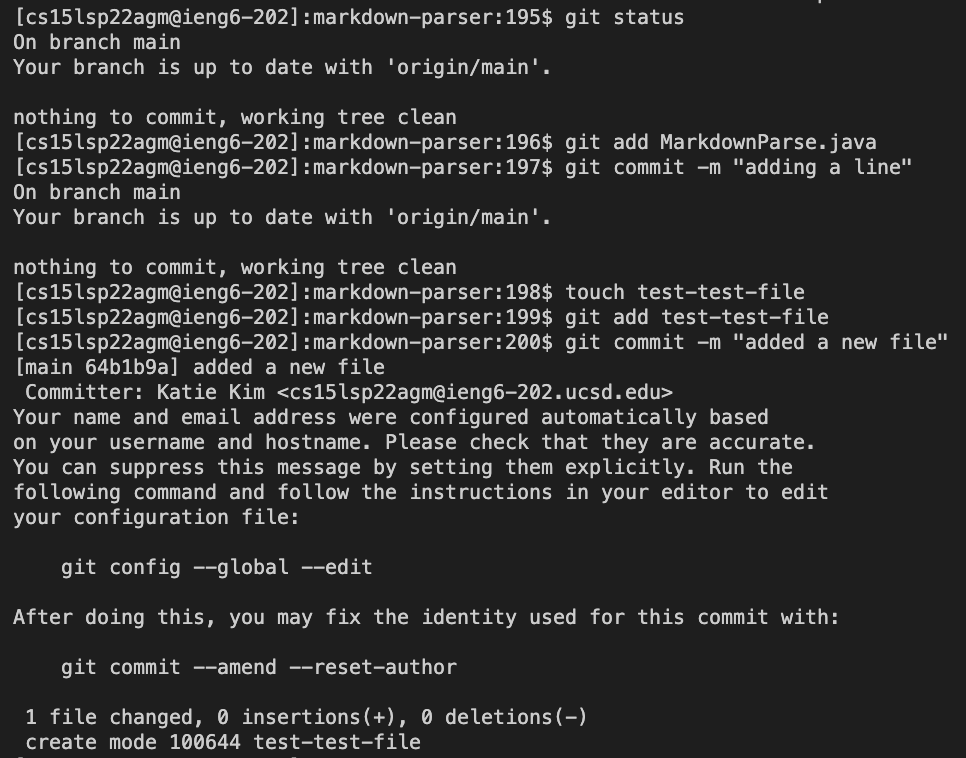 [cs15lsp22agm@ieng6-202]:markdown-parser:195$ git status
On branch main
Your branch is up to date with 'origin/main'.

nothing to commit, working tree clean
[cs15lsp22agm@ieng6-202]:markdown-parser:196$ git add MarkdownParse.java
[cs15lsp22agm@ieng6-202]:markdown-parser:197$ git commit -m "adding a line"
On branch main
Your branch is up to date with 'origin/main'.

nothing to commit, working tree clean
[cs15lsp22agm@ieng6-202]:markdown-parser:198$ touch test-test-file
[cs15lsp22agm@ieng6-202]:markdown-parser:199$ git add test-test-file
[cs15lsp22agm@ieng6-202]:markdown-parser:200$ git commit -m "added a new file"
[main 64b1b9a] added a new file
 Committer: Katie Kim <cs15lsp22agm@ieng6-202.ucsd.edu>
Your name and email address were configured automatically based
on your username and hostname. Please check that they are accurate.
You can suppress this message by setting them explicitly. Run the
following command and follow the instructions in your editor to edit
your configuration file:

    git config --global --edit

After doing this, you may fix the identity used for this commit with:

    git commit --amend --reset-author

 1 file changed, 0 insertions(+), 0 deletions(-)
 create mode 100644 test-test-file